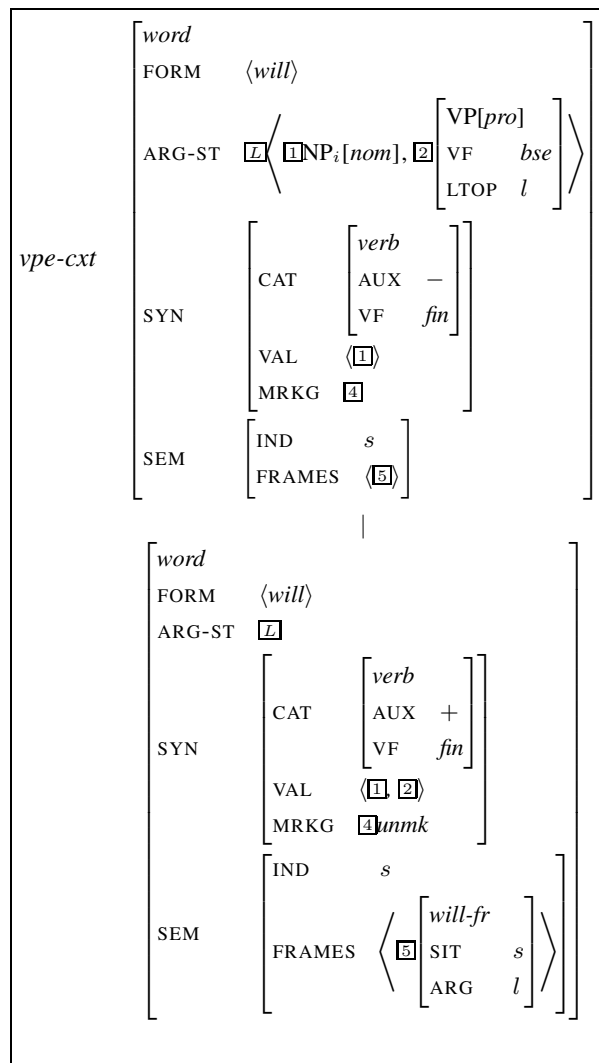 word
FORM ⟨will⟩
VP[pro]
ARG-ST L ⟨ 1 NP_i[nom], 2 VF bse ⟩
LTOP l
vpe-cxt
verb
CAT AUX −
SYN VF fin
VAL ⟨1⟩
MRKG 4
IND s
SEM FRAMES ⟨5⟩
|
word
FORM ⟨will⟩
ARG-ST L
verb
CAT AUX +
SYN VF fin
VAL ⟨1, 2⟩
MRKG 4 unmk
IND s
will-fr
SEM FRAMES ⟨ 5 SIT s ⟩
ARG l